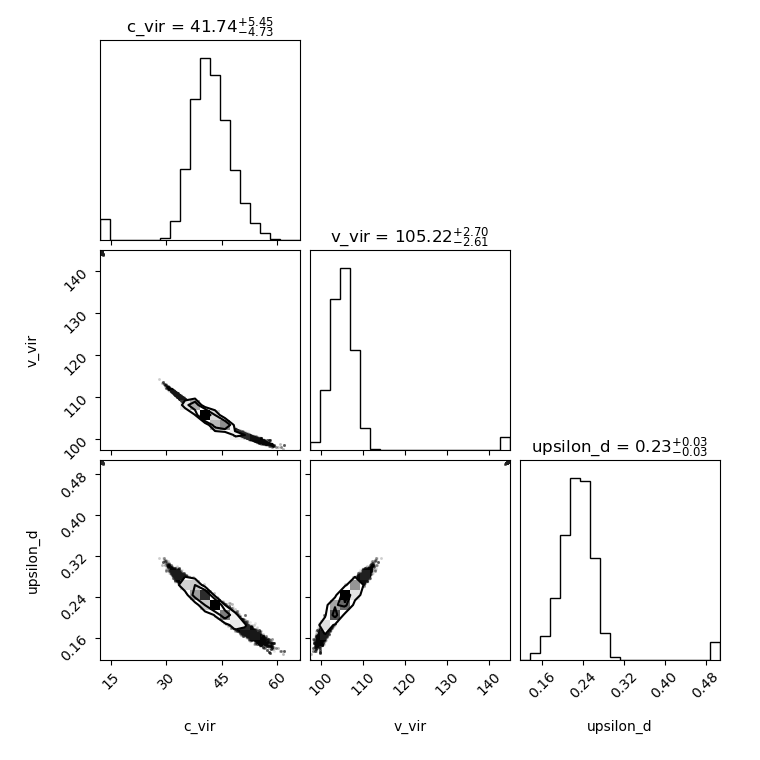 c_vir = 41.74+5.45−4.73
v_vir = 105.22+2.70−2.61
upsilon_d = 0.23+0.03−0.03
v_vir
140
130
120
110
100
upsilon_d
0.48
0.40
0.32
0.24
0.16
15 30 45 60
100 110 120 130 140
0.16 0.24 0.32 0.40 0.48
c_vir
v_vir
upsilon_d